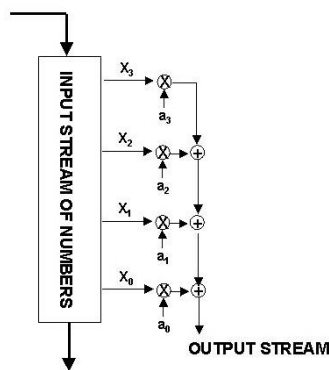 INPUT STREAM OF NUMBERS
X3
a3
X2
a2
X1
a1
X0
a0
OUTPUT STREAM